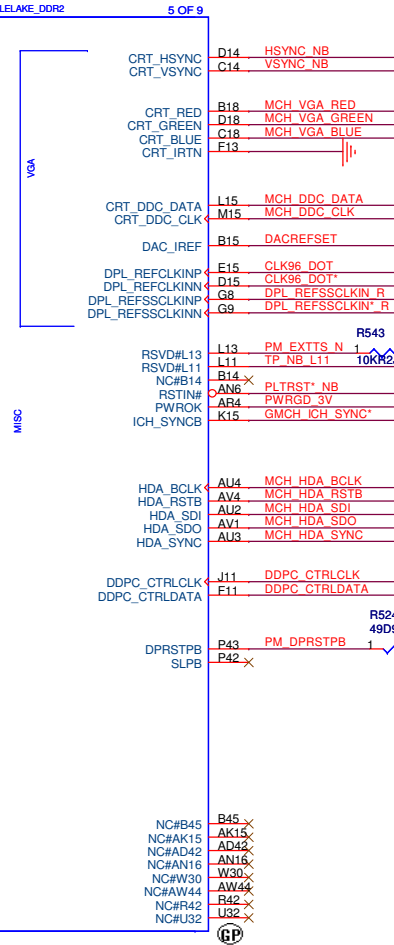 LELAKE_DDR2 5 OF 9
CRT_HSYNC D14 HSYNC_NB
CRT_VSYNC C14 VSYNC_NB
CRT_RED B18 MCH_VGA_RED
CRT_GREEN D18 MCH_VGA_GREEN
CRT_BLUE C18 MCH_VGA_BLUE
CRT_IRTN F13
VGA
CRT_DDC_DATA L15 MCH_DDC_DATA
CRT_DDC_CLK M15 MCH_DDC_CLK
DAC_IREF B15 DACREFSET
DPL_REFCLKINP E15 CLK96_DOT
DPL_REFCLKINN D15 CLK96_DOT*
DPL_REFSSCLKINP G8 DPL_REFSSCLKIN_R
DPL_REFSSCLKINN G9 DPL_REFSSCLKIN*_R
R543
RSVD#L13 L13 PM_EXTTS_N 1
RSVD#L11 L11 TP_NB_L11 10KR2
NC#B14 B14
RSTIN# AN6 PLTRST*_NB
PWROK AR4 PWRGD_3V
ICH_SYNCB K15 GMCH_ICH_SYNC*
MISC
HDA_BCLK AU4 MCH_HDA_BCLK
HDA_RSTB AV4 MCH_HDA_RSTB
HDA_SDI AU2 MCH_HDA_SDI
HDA_SDO AV1 MCH_HDA_SDO
HDA_SYNC AU3 MCH_HDA_SYNC
DDPC_CTRLCLK J11 DDPC_CTRLCLK
DDPC_CTRLDATA F11 DDPC_CTRLDATA
R524
49D9
DPRSTPB P43 PM_DPRSTPB 1
SLPB P42
NC#B45 B45
NC#AK15 AK15
NC#AD42 AD42
NC#AN16 AN16
NC#W30 W30
NC#AW44 AW44
NC#R42 R42
NC#U32 U32
GP